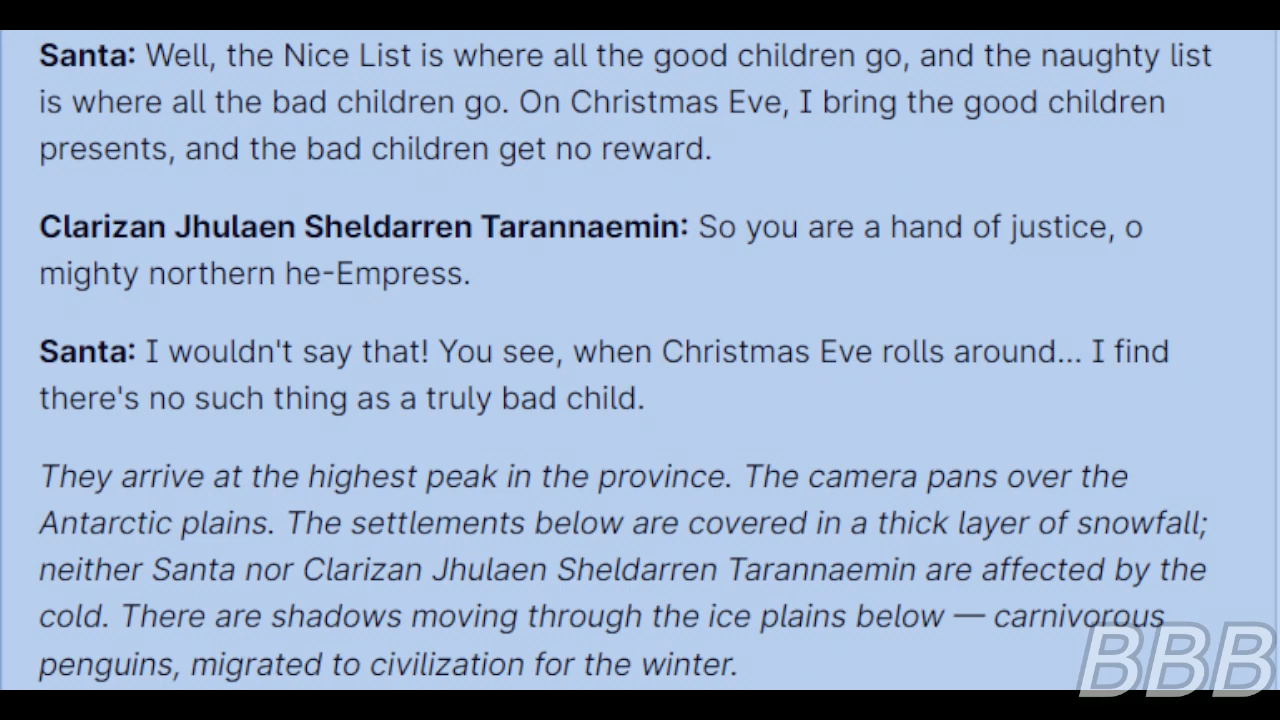 Santa: Well, the Nice List is where all the good children go, and the naughty list
is where all the bad children go. On Christmas Eve, I bring the good children
presents, and the bad children get no reward.
Clarizan Jhulaen Sheldarren Tarannaemin: So you are a hand of justice, o
mighty northern he-Empress.
Santa: I wouldn't say that! You see, when Christmas Eve rolls around... I find
there's no such thing as a truly bad child.
They arrive at the highest peak in the province. The camera pans over the
Antarctic plains. The settlements below are covered in a thick layer of snowfall;
neither Santa nor Clarizan Jhulaen Sheldarren Tarannaemin are affected by the
cold. There are shadows moving through the ice plains below — carnivorous
penguins, migrated to civilization for the winter.
BBB